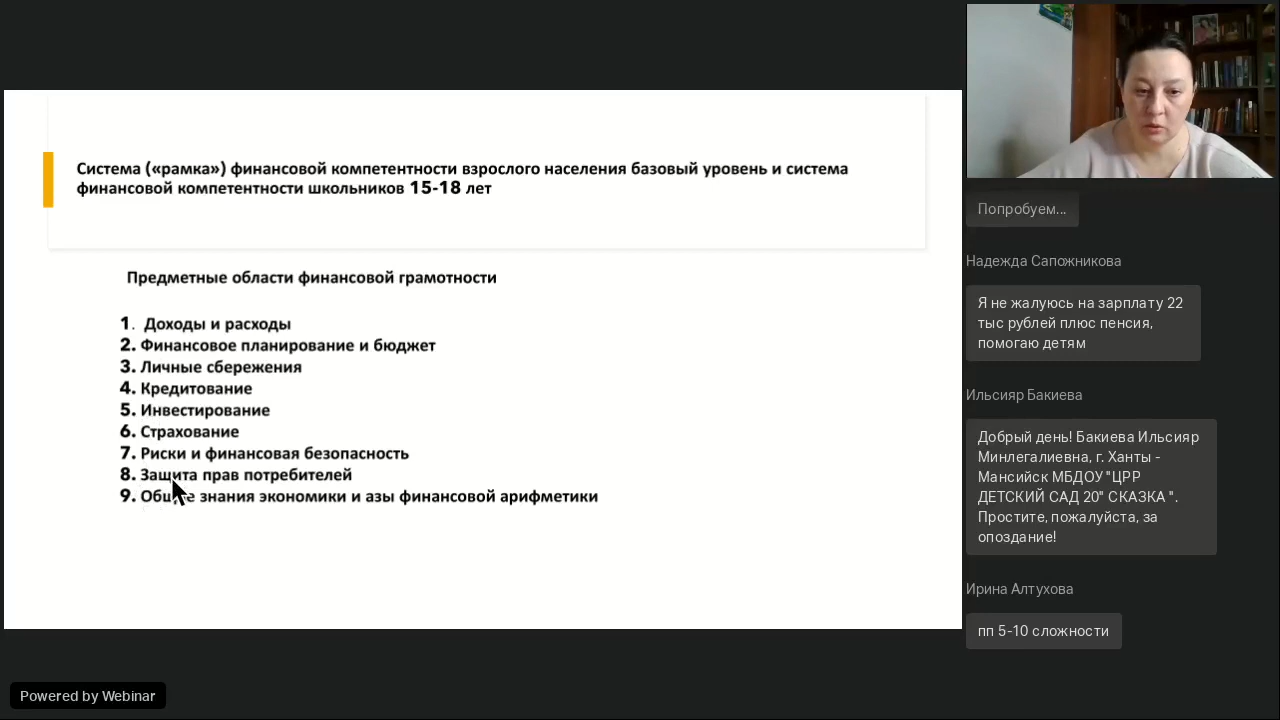 Система («рамка») финансовой компетентности взрослого населения базовый уровень и система
финансовой компетентности школьников 15-18 лет
Предметные области финансовой грамотности
1. Доходы и расходы
2. Финансовое планирование и бюджет
3. Личные сбережения
4. Кредитование
5. Инвестирование
6. Страхование
7. Риски и финансовая безопасность
8. Защита прав потребителей
9. Общие знания экономики и азы финансовой арифметики
Попробуем...
Надежда Сапожникова
Я не жалуюсь на зарплату 22
тыс рублей плюс пенсия,
помогаю детям
Ильсияр Бакиева
Добрый день! Бакиева Ильсияр
Минлегалиевна, г. Ханты -
Мансийск МБДОУ "ЦРР
ДЕТСКИЙ САД 20" СКАЗКА ".
Простите, пожалуйста, за
опоздание!
Ирина Алтухова
пп 5-10 сложности
Powered by Webinar